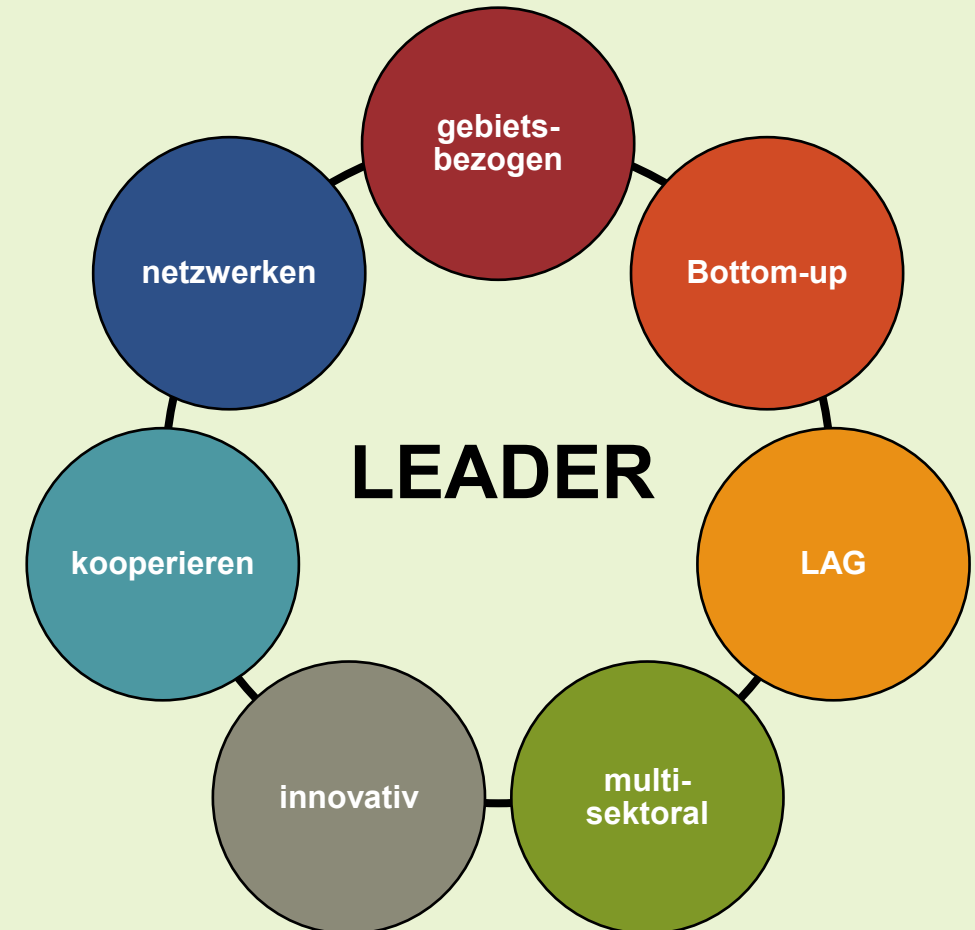 gebiets-
bezogen
netzwerken
Bottom-up
LEADER
kooperieren
LAG
innovativ
multi-
sektoral